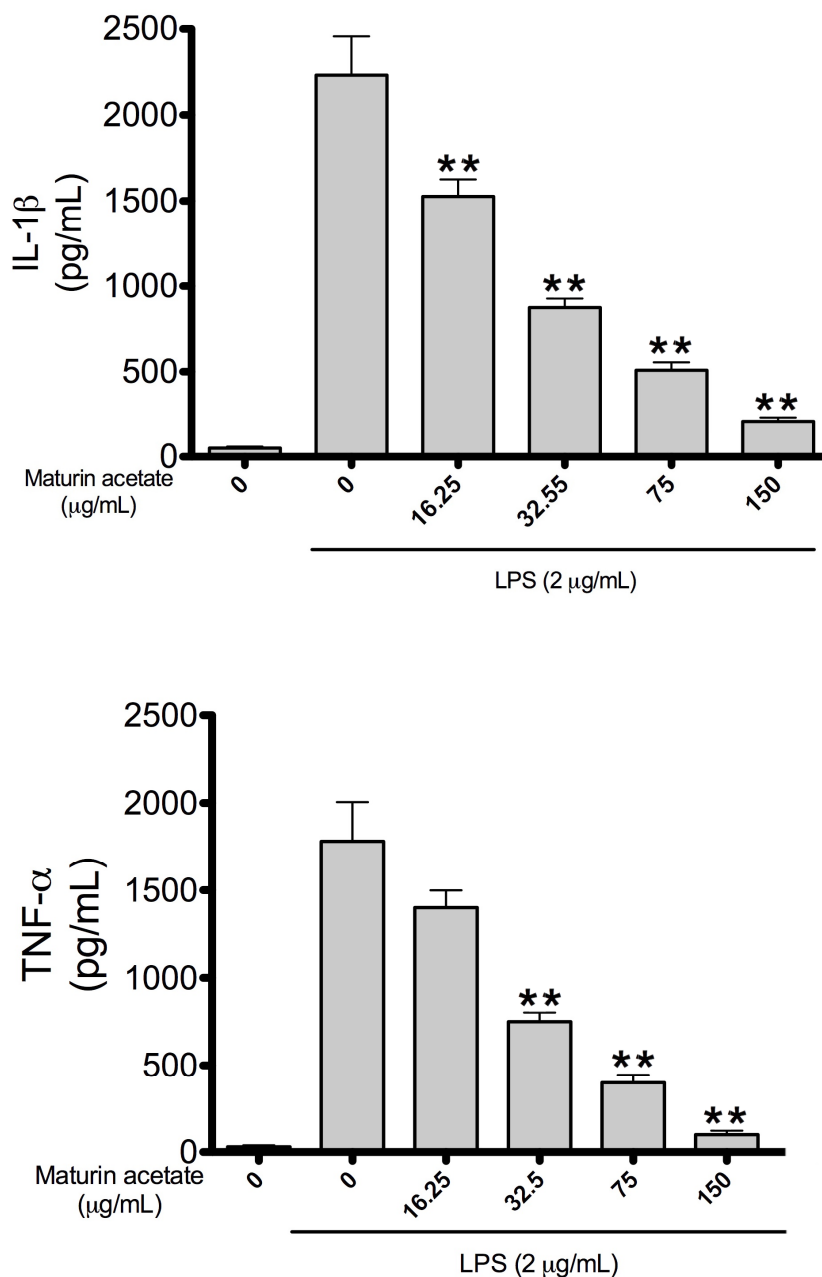 2500
2000
1500
1000
500
0
IL-1β
(pg/mL)
** ** ** **
Maturin acetate
(μg/mL)
0 0 16.25 32.55 75 150
LPS (2 μg/mL)
2500
2000
1500
1000
500
0
TNF-α
(pg/mL)
** ** **
Maturin acetate
(μg/mL)
0 0 16.25 32.5 75 150
LPS (2 μg/mL)